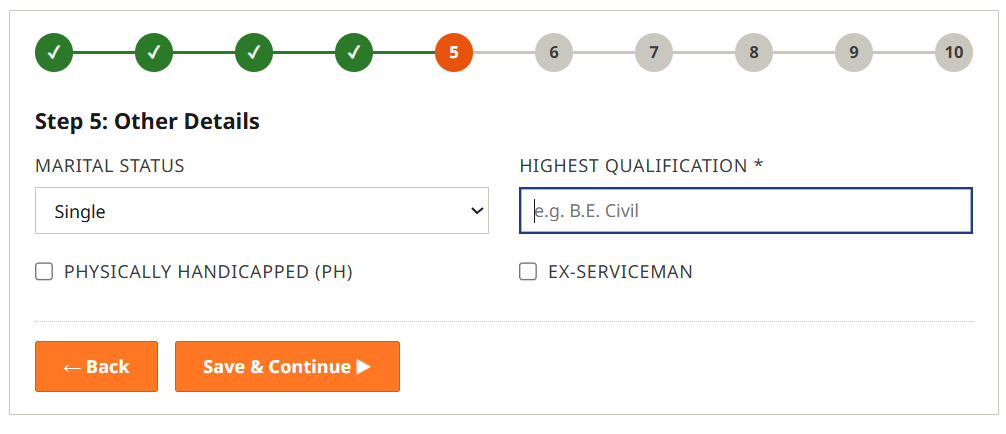 ✓ ✓ ✓ ✓ 5 6 7 8 9 10
Step 5: Other Details
MARITAL STATUS
HIGHEST QUALIFICATION *
Single
e.g. B.E. Civil
PHYSICALLY HANDICAPPED (PH)
EX-SERVICEMAN
← Back
Save & Continue ▶